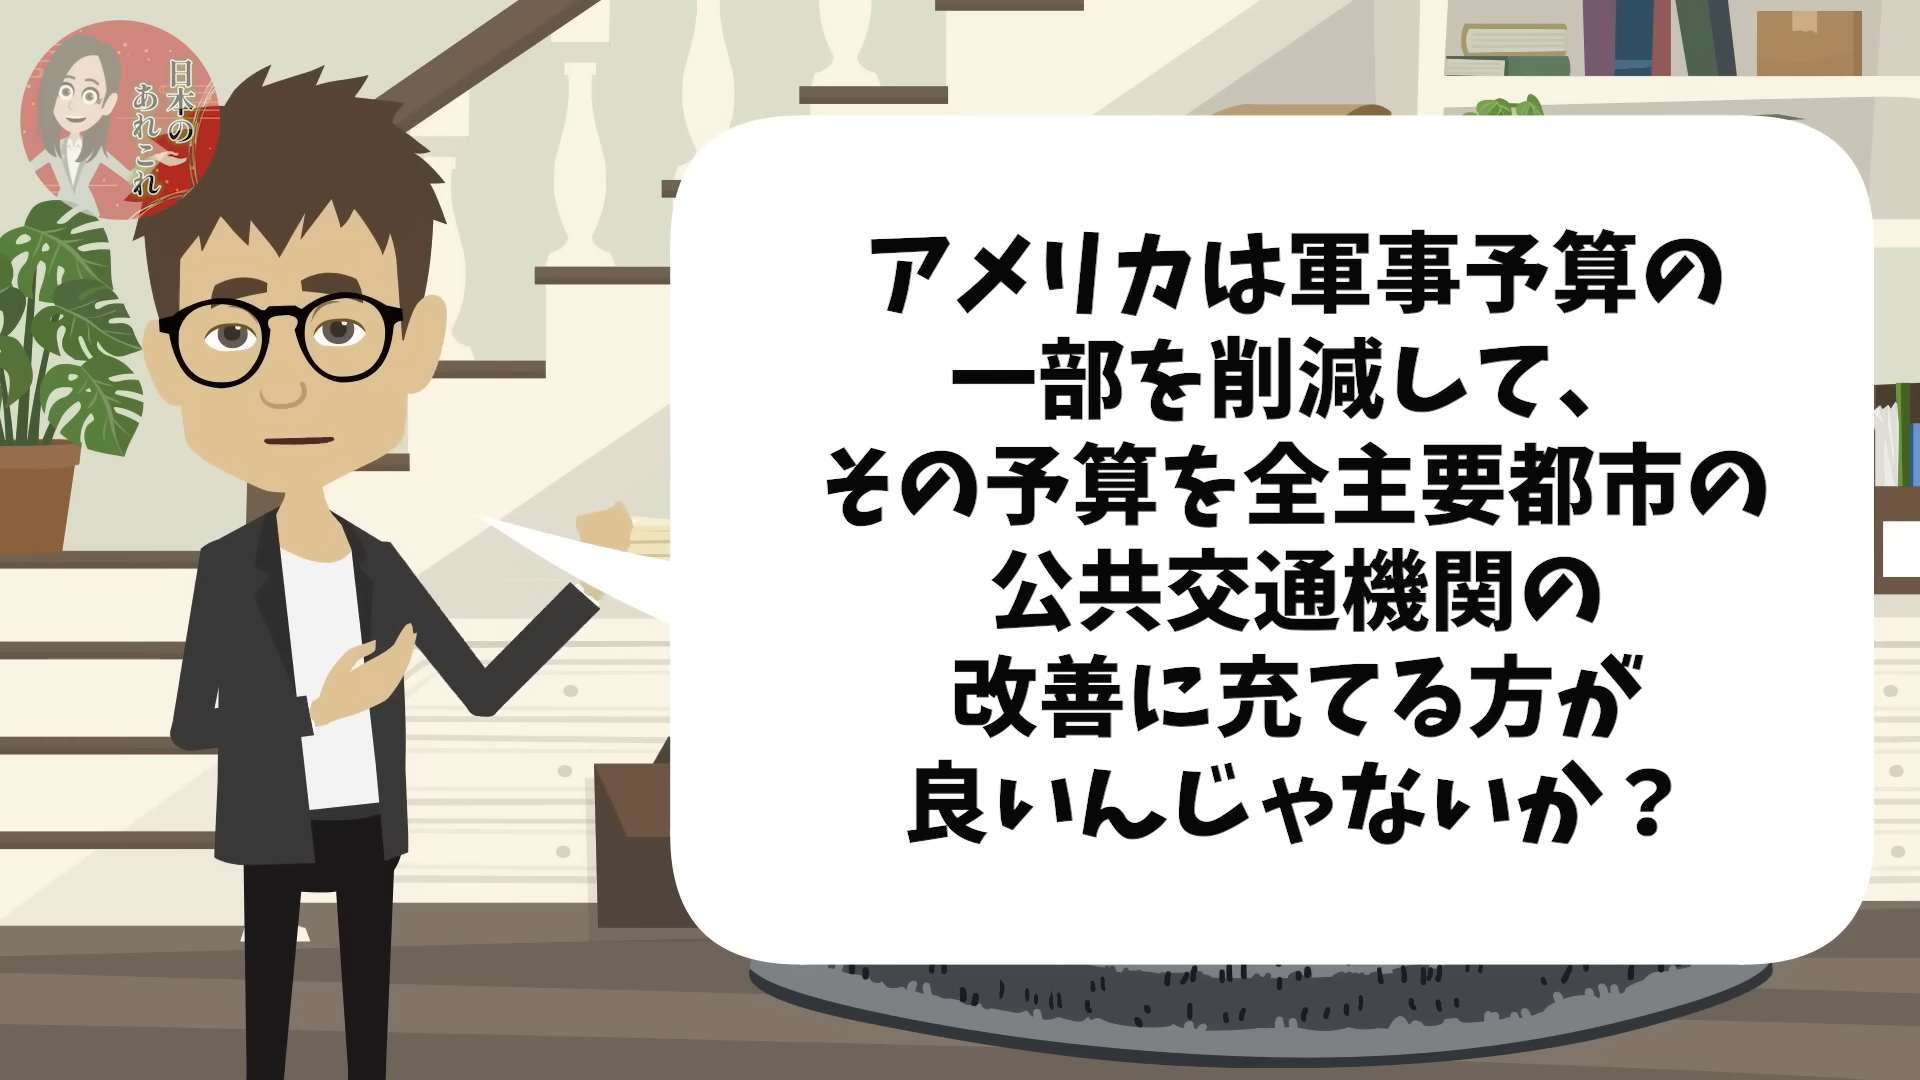 日本の
あれこれ
アメリカは軍事予算の
一部を削減して、
その予算を全主要都市の
公共交通機関の
改善に充てる方が
良いんじゃないか？